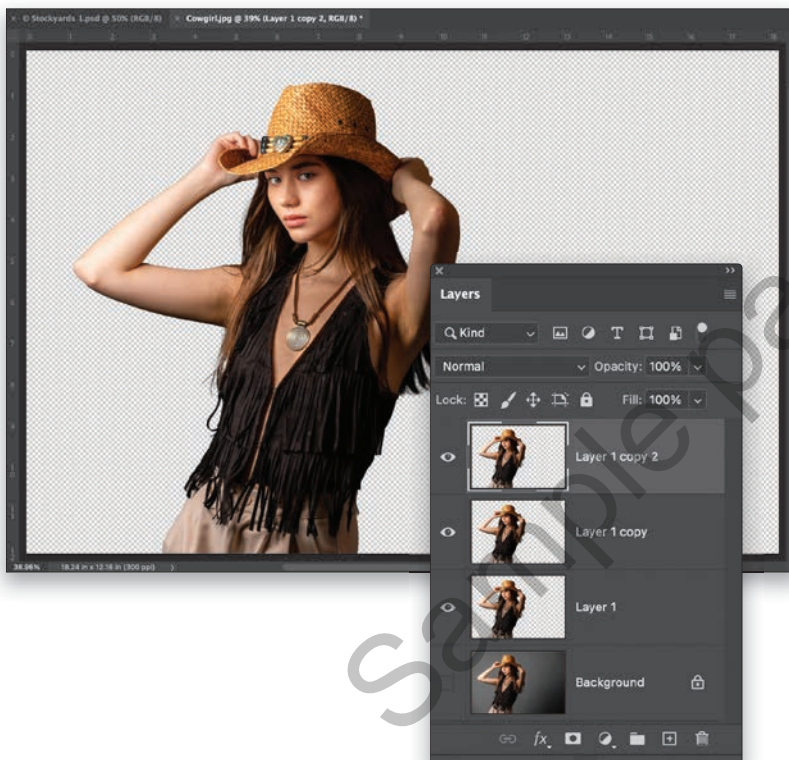 × © Stockyards 1.psd @ 50% (RGB/8) × Cowgirl.jpg @ 39% (Layer 1 copy 2, RGB/8) *
Layers
Kind
Normal Opacity: 100%
Lock: Fill: 100%
Layer 1 copy 2
Layer 1 copy
Layer 1
Background
fx
18.24 in x 12.16 in (300 ppi)
Sample pa